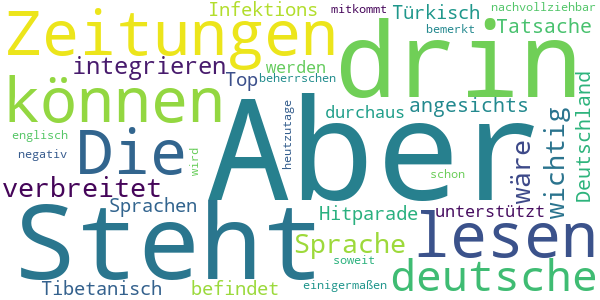 Infektions mitkommt Türkisch nachvollziehbar
Zeitungen drin bemerkt Tatsache
integrieren werden
Top beherrschen
können Aber durchaus angesichts Deutschland
englisch Die heutzutage wäre wichtig
negativ wird schon
verbreitet Steht lesen
Sprachen Hitparade unterstützt
Sprache
soweit deutsche
Tibetanisch befindet einigermaßen